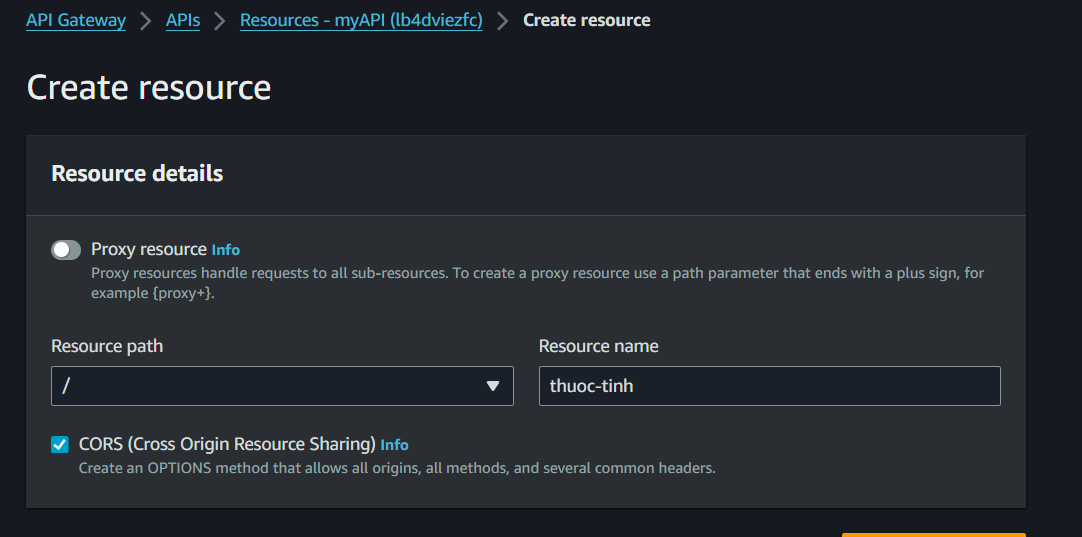 API Gateway > APIs > Resources - myAPI (lb4dviezfc) > Create resource
Create resource
Resource details
Proxy resource Info
Proxy resources handle requests to all sub-resources. To create a proxy resource use a path parameter that ends with a plus sign, for
example {proxy+}.
Resource path
/
Resource name
thuoc-tinh
CORS (Cross Origin Resource Sharing) Info
Create an OPTIONS method that allows all origins, all methods, and several common headers.